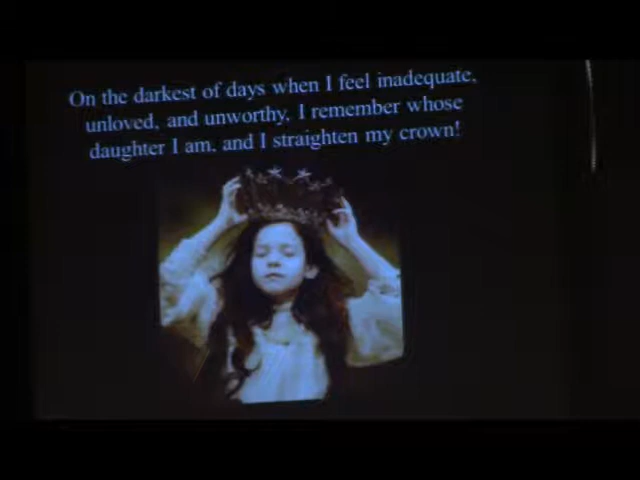 On the darkest of days when I feel inadequate,
unloved, and unworthy, I remember whose
daughter I am, and I straighten my crown!